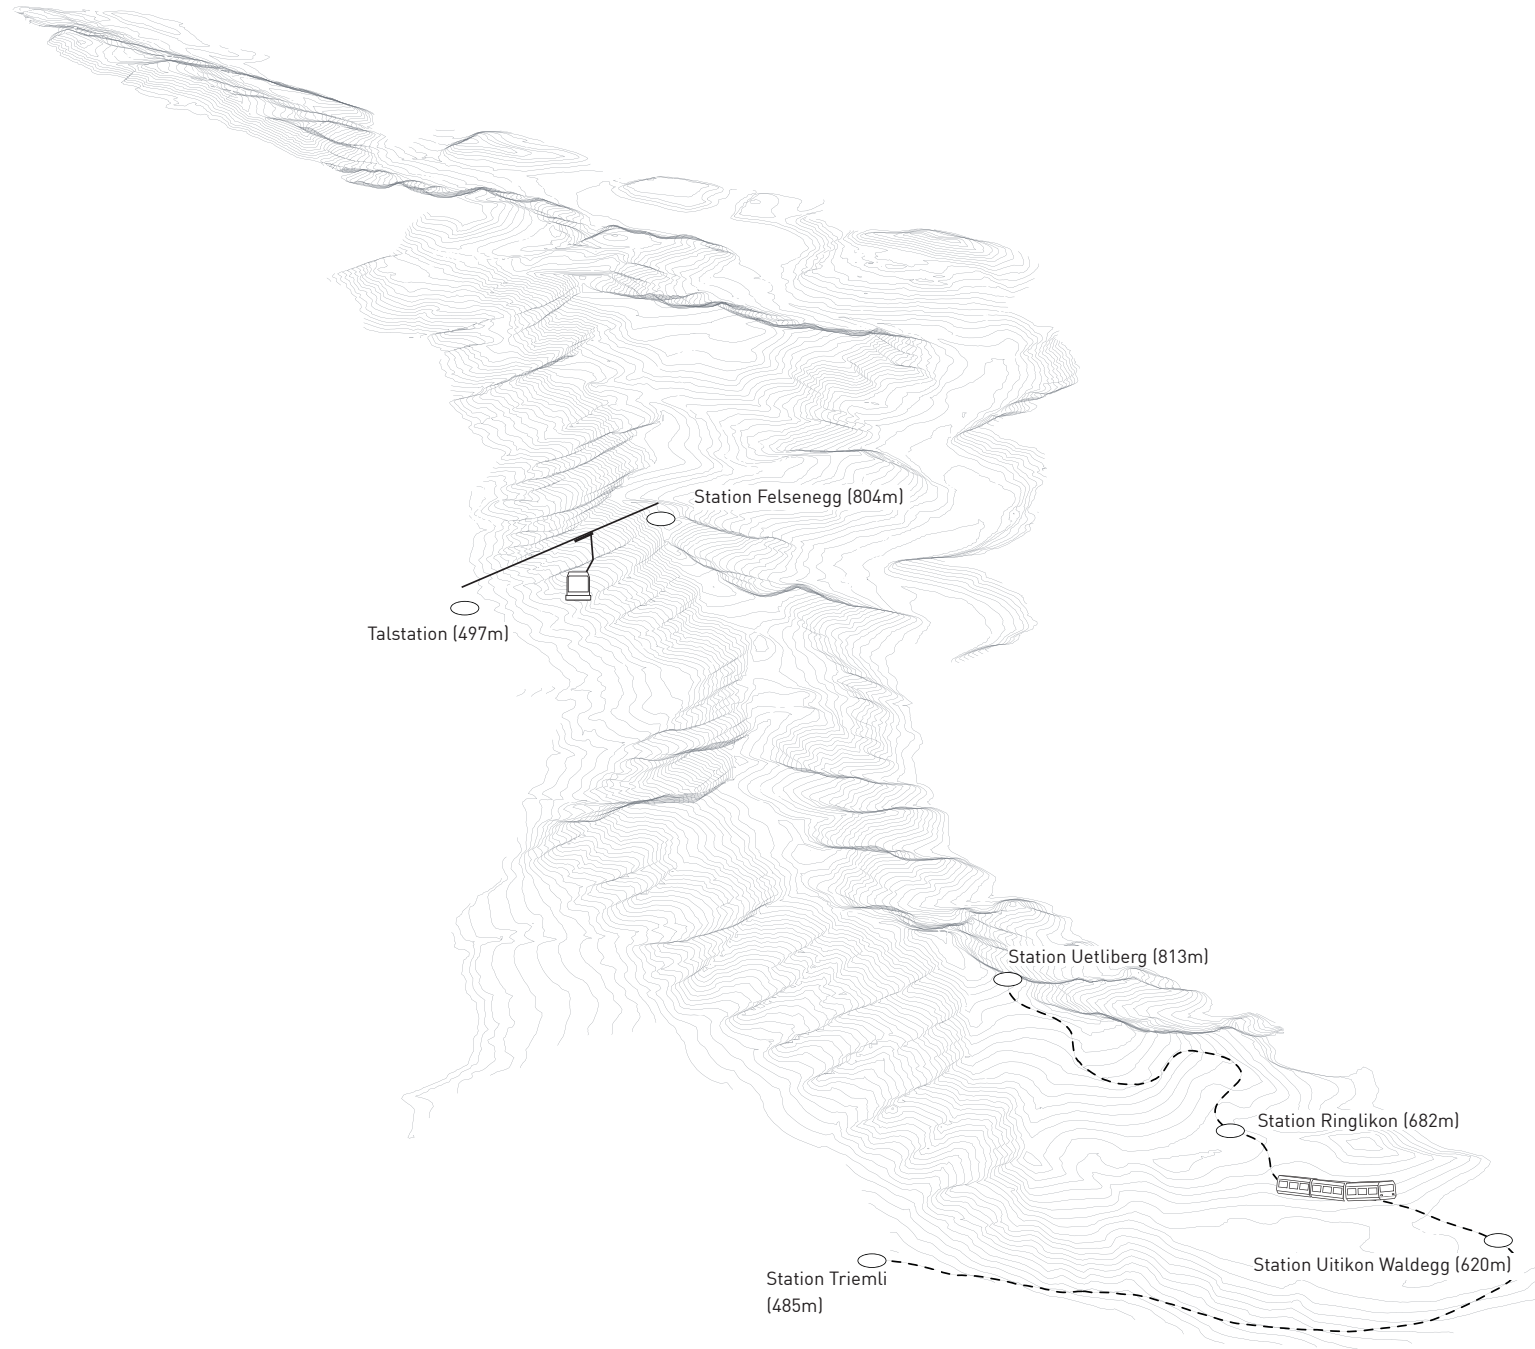 Station Felsenegg (804m)
Talstation (497m)
Station Uetliberg (813m)
Station Ringlikon (682m)
Station Uitikon Waldegg (620m)
Station Triemli
(485m)